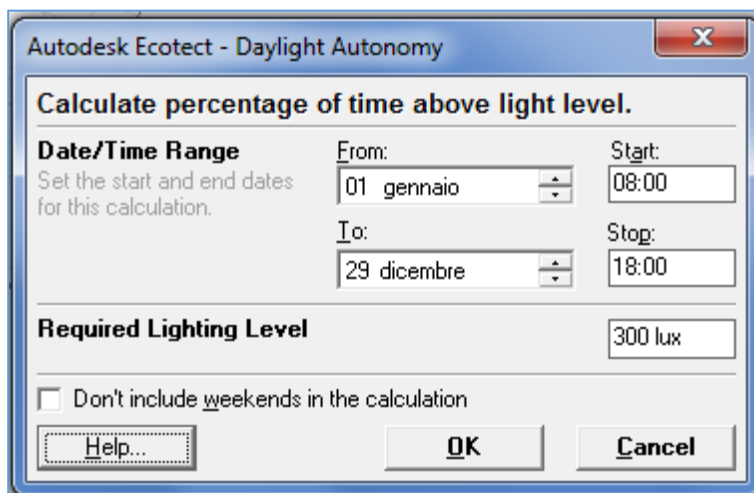 Autodesk Ecotect - Daylight Autonomy
Calculate percentage of time above light level.
Date/Time Range
Set the start and end dates
for this calculation.
From:
01 gennaio
Start:
08:00
To:
29 dicembre
Stop:
18:00
Required Lighting Level
300 lux
Don't include weekends in the calculation
Help...
OK
Cancel